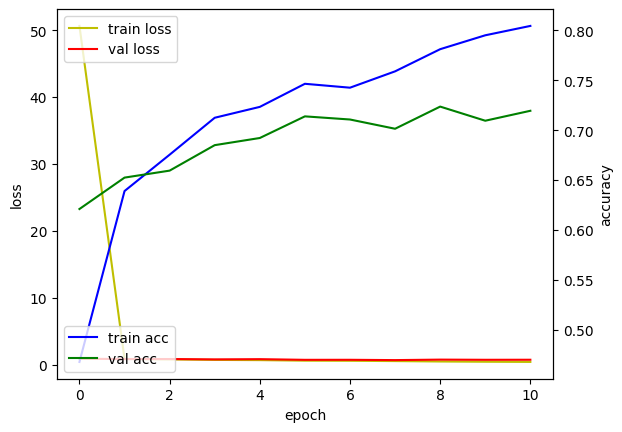 train loss
val loss
train acc
val acc
50
40
30
20
10
0
loss
0.80
0.75
0.70
0.65
0.60
0.55
0.50
accuracy
0 2 4 6 8 10
epoch